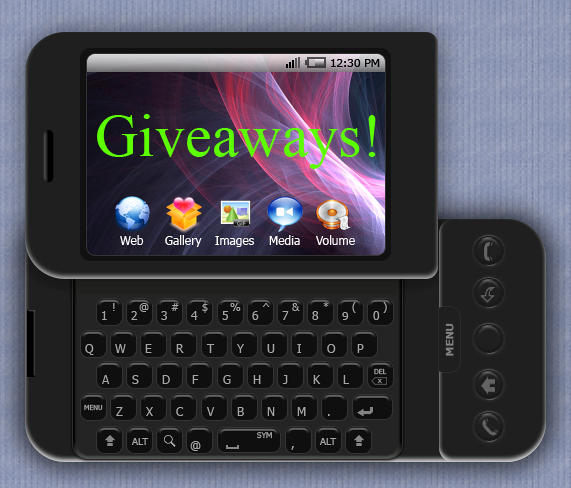 12:30 PM
Giveaways!
Web Gallery Images Media Volume
GIF
1 ! 2 @ 3 # 4 $ 5 % 6 ^ 7 & 8 * 9 ( 0 )
Q W E R T Y U I O P
A S D F G H J K L DEL X
MENU Z X C V B N M .
ALT @ SYM , ALT
MENU